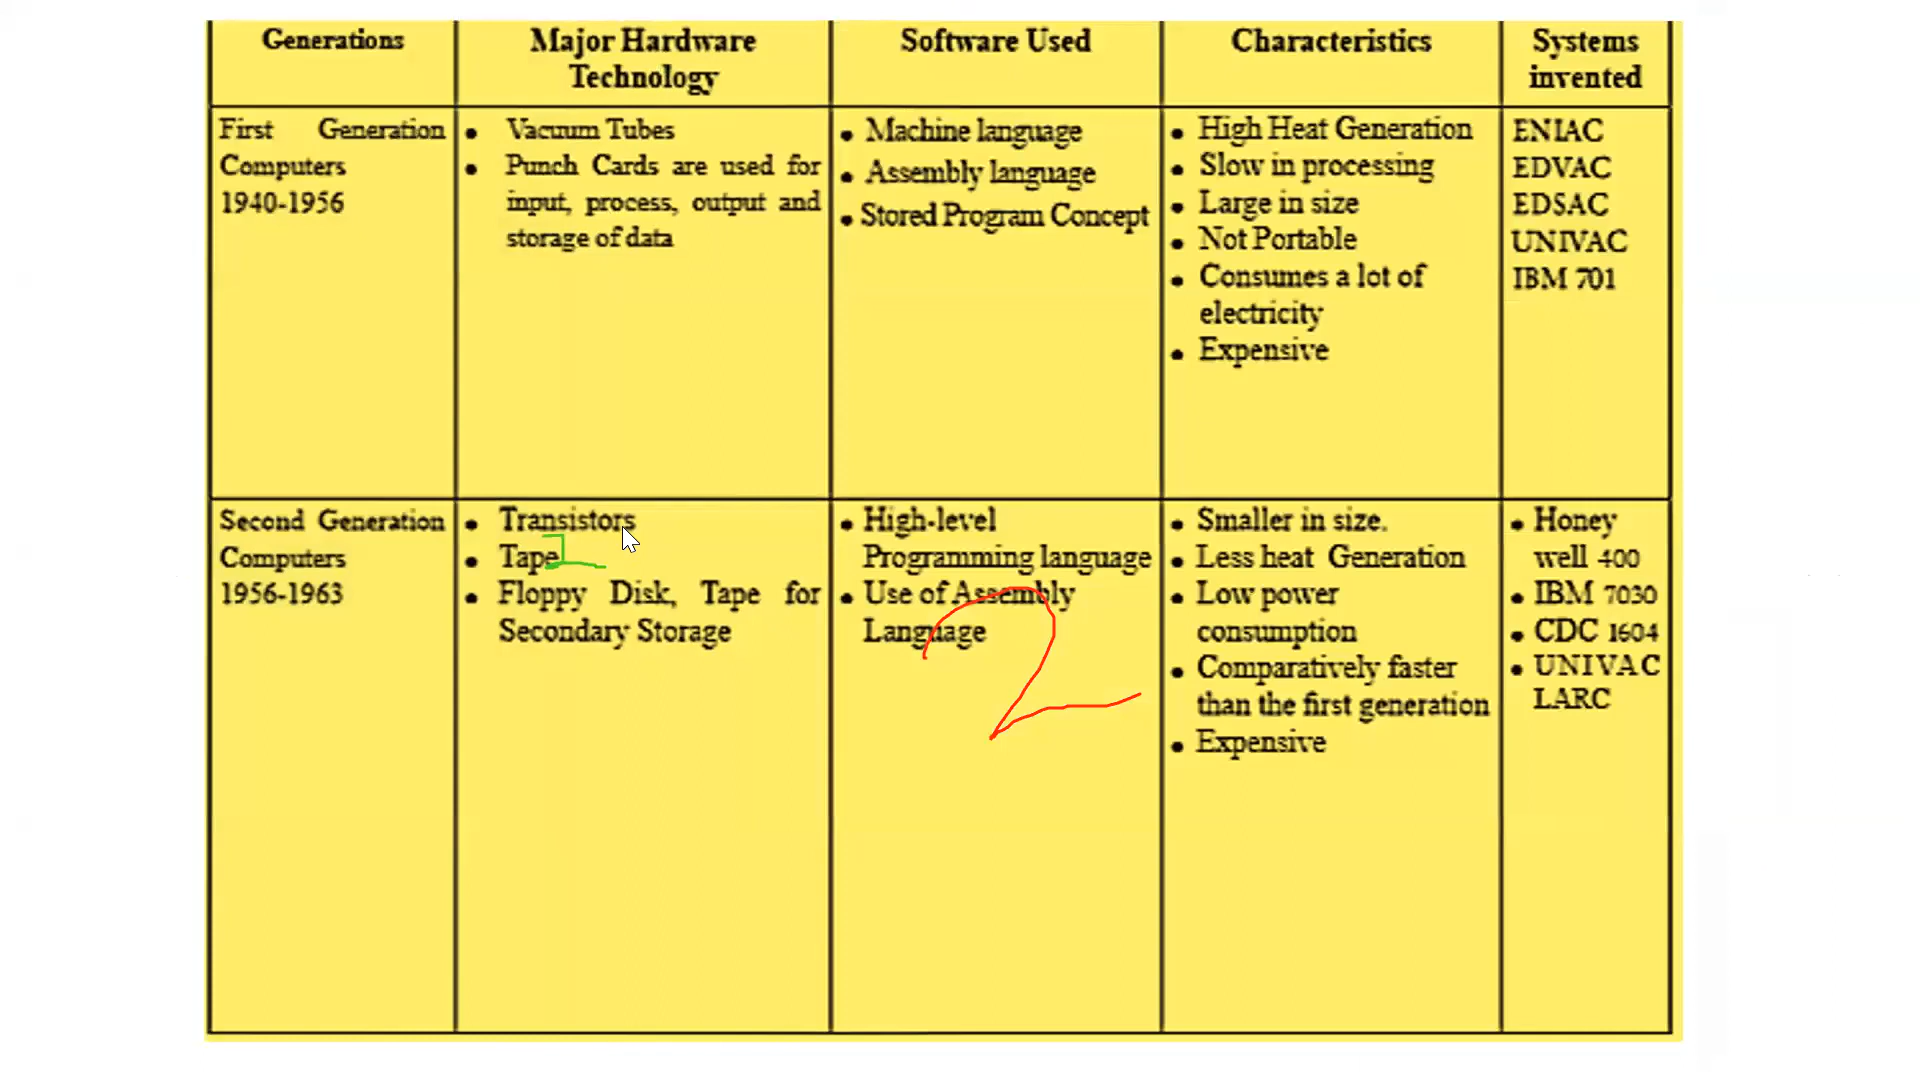 Generations
Major Hardware
Technology
Software Used
Characteristics
Systems
invented
First Generation
Computers
1940-1956
• Vacuum Tubes
• Punch Cards are used for
input, process, output and
storage of data
• Machine language
• Assembly language
• Stored Program Concept
• High Heat Generation
• Slow in processing
• Large in size
• Not Portable
• Consumes a lot of
electricity
• Expensive
ENIAC
EDVAC
EDSAC
UNIVAC
IBM 701
Second Generation
Computers
1956-1963
• Transistors
• Tape
• Floppy Disk, Tape for
Secondary Storage
• High-level
Programming language
• Use of Assembly
Language
2
• Smaller in size.
• Less heat Generation
• Low power
consumption
• Comparatively faster
than the first generation
• Expensive
• Honey
well 400
• IBM 7030
• CDC 1604
• UNIVAC
LARC